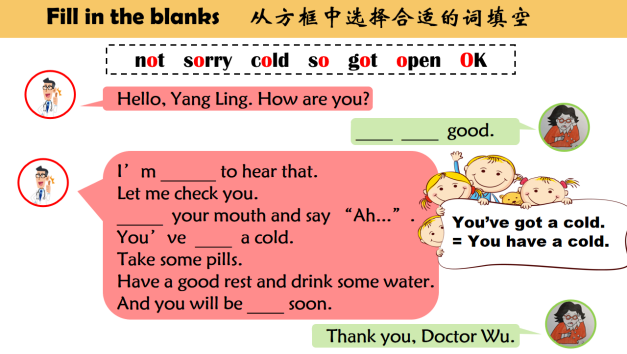 Fill in the blanks 从方框中选择合适的词填空
not sorry cold so got open OK
Hello, Yang Ling. How are you?
____ ____ good.
I’m ______ to hear that.
Let me check you.
_____ your mouth and say “Ah...”.
You’ve ____ a cold.
Take some pills.
Have a good rest and drink some water.
And you will be ____ soon.
You’ve got a cold.
= You have a cold.
Thank you, Doctor Wu.